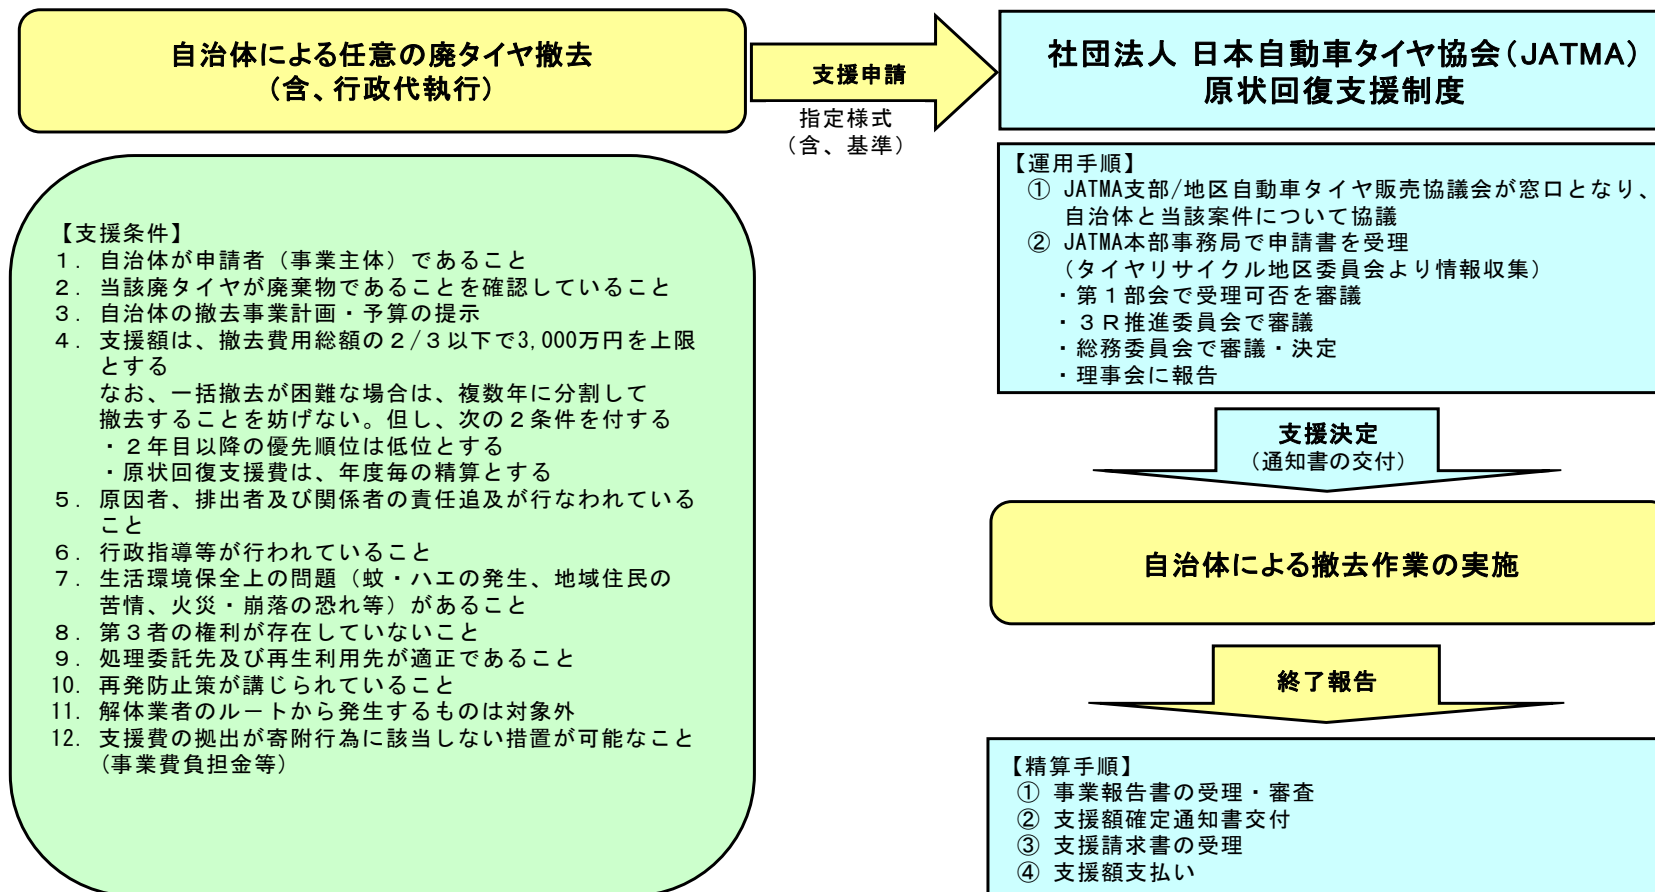 自治体による任意の廃タイヤ撤去
（含、行政代執行）
支援申請
指定様式
（含、基準）
社団法人 日本自動車タイヤ協会（JATMA）
原状回復支援制度
【支援条件】
１．自治体が申請者（事業主体）であること
２．当該廃タイヤが廃棄物であることを確認していること
３．自治体の撤去事業計画・予算の提示
４．支援額は、撤去費用総額の２/３以下で3,000万円を上限
とする
なお、一括撤去が困難な場合は、複数年に分割して
撤去することを妨げない。但し、次の２条件を付する
・２年目以降の優先順位は低位とする
・原状回復支援費は、年度毎の精算とする
５．原因者、排出者及び関係者の責任追及が行なわれている
こと
６．行政指導等が行われていること
７．生活環境保全上の問題（蚊・ハエの発生、地域住民の
苦情、火災・崩落の恐れ等）があること
８．第３者の権利が存在していないこと
９．処理委託先及び再生利用先が適正であること
10．再発防止策が講じられていること
11．解体業者のルートから発生するものは対象外
12．支援費の拠出が寄附行為に該当しない措置が可能なこと
(事業費負担金等)
【運用手順】
① JATMA支部/地区自動車タイヤ販売協議会が窓口となり、
自治体と当該案件について協議
② JATMA本部事務局で申請書を受理
（タイヤリサイクル地区委員会より情報収集）
・第１部会で受理可否を審議
・３Ｒ推進委員会で審議
・総務委員会で審議・決定
・理事会に報告
支援決定
（通知書の交付）
自治体による撤去作業の実施
終了報告
【精算手順】
① 事業報告書の受理・審査
② 支援額確定通知書交付
③ 支援請求書の受理
④ 支援額支払い